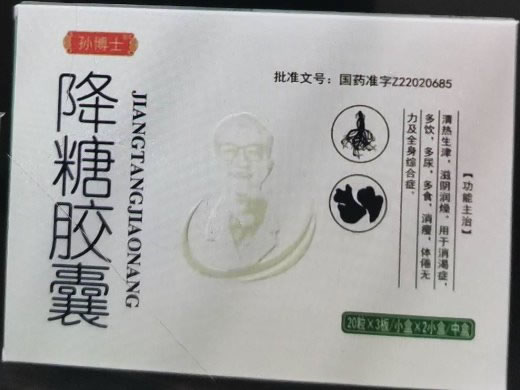 孙博士
降糖胶囊
JIANGTANGJIAONANG
批准文号：国药准字Z22020685
【功能主治】
清热生津，滋阴润燥。用于消渴症，
多饮，多尿，多食，消瘦，体倦无
力及全身综合症。
20粒×3板/小盒×2小盒/中盒